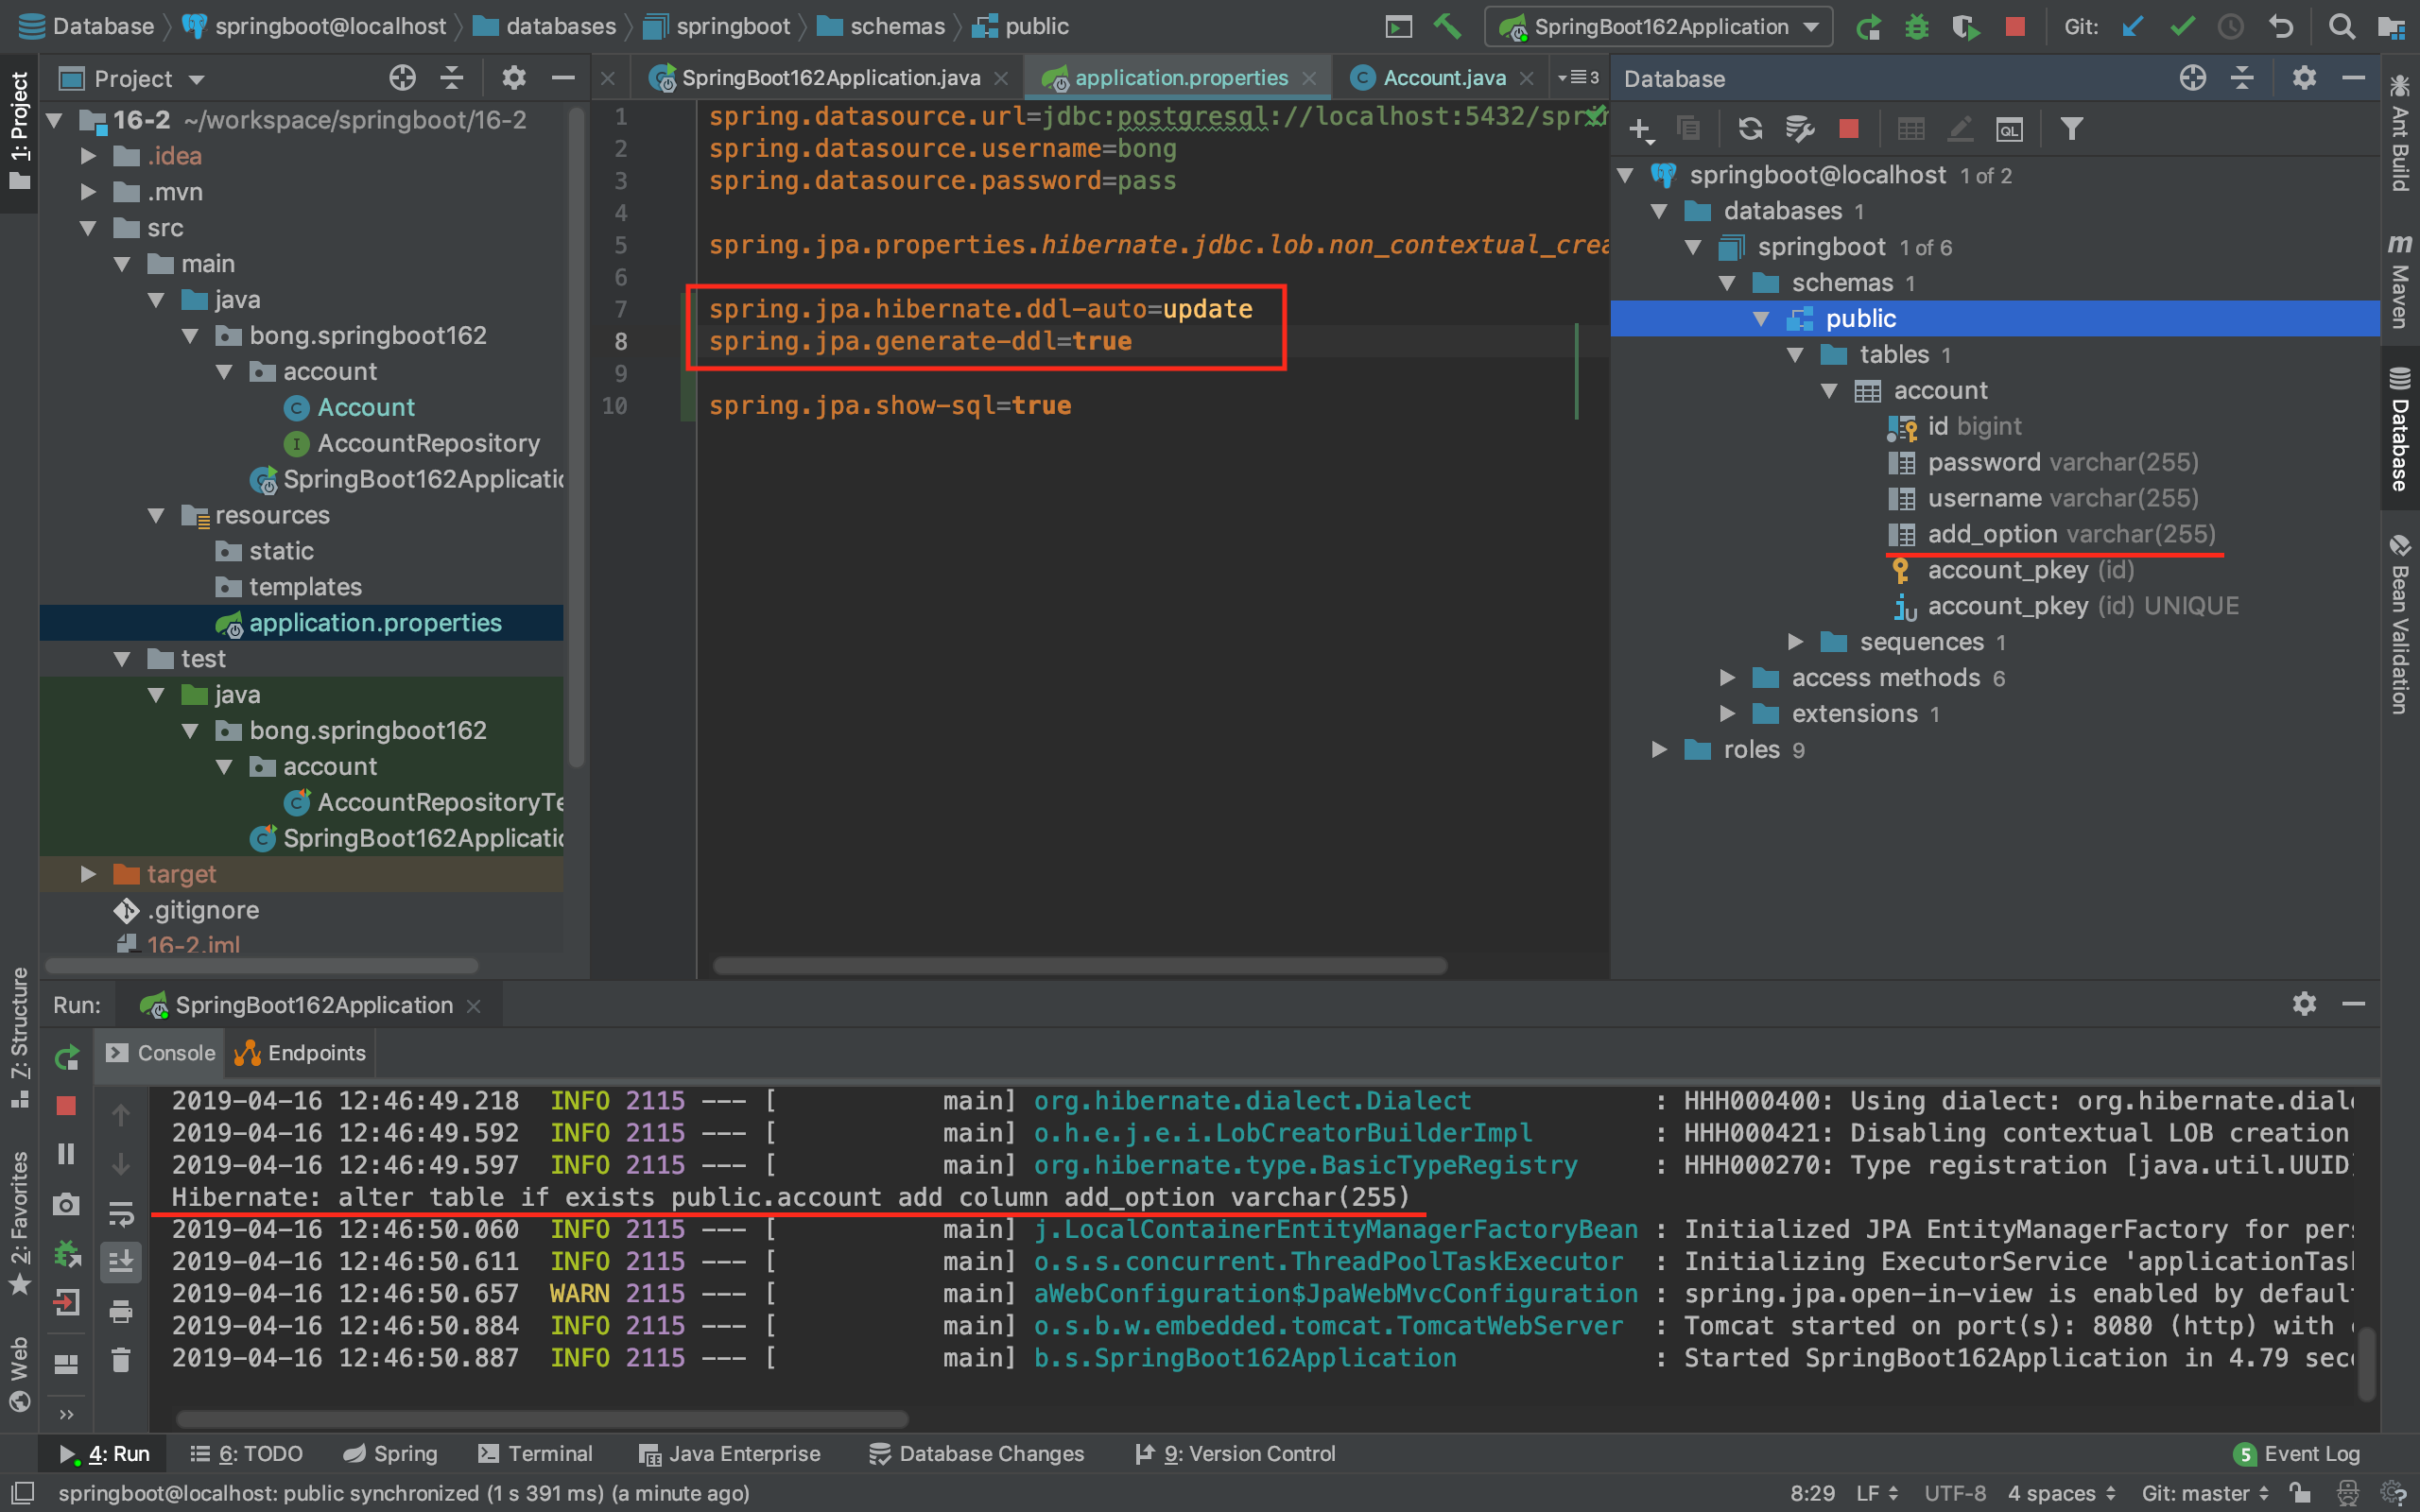 Database springboot@localhost databases springboot schemas public SpringBoot162Application Git:
1: Project
7: Structure
2: Favorites
Web
Project
16-2 ~/workspace/springboot/16-2
.idea
.mvn
src
main
java
bong.springboot162
account
Account
AccountRepository
SpringBoot162Applicatio
resources
static
templates
application.properties
test
java
bong.springboot162
account
AccountRepositoryTe
SpringBoot162Applicatio
target
.gitignore
16-2.iml
SpringBoot162Application.java application.properties Account.java 3
1 spring.datasource.url=jdbc:postgresql://localhost:5432/spri
2 spring.datasource.username=bong
3 spring.datasource.password=pass
4
5 spring.jpa.properties.hibernate.jdbc.lob.non_contextual_crea
6
7 spring.jpa.hibernate.ddl-auto=update
8 spring.jpa.generate-ddl=true
9
10 spring.jpa.show-sql=true
Database
QL
springboot@localhost 1 of 2
databases 1
springboot 1 of 6
schemas 1
public
tables 1
account
id bigint
password varchar(255)
username varchar(255)
add_option varchar(255)
account_pkey (id)
account_pkey (id) UNIQUE
sequences 1
access methods 6
extensions 1
roles 9
Ant Build
Maven
Database
Bean Validation
Run: SpringBoot162Application
Console Endpoints
2019-04-16 12:46:49.218 INFO 2115 --- [ main] org.hibernate.dialect.Dialect : HHH000400: Using dialect: org.hibernate.diale
2019-04-16 12:46:49.592 INFO 2115 --- [ main] o.h.e.j.e.i.LobCreatorBuilderImpl : HHH000421: Disabling contextual LOB creation
2019-04-16 12:46:49.597 INFO 2115 --- [ main] org.hibernate.type.BasicTypeRegistry : HHH000270: Type registration [java.util.UUID]
Hibernate: alter table if exists public.account add column add_option varchar(255)
2019-04-16 12:46:50.060 INFO 2115 --- [ main] j.LocalContainerEntityManagerFactoryBean : Initialized JPA EntityManagerFactory for pers
2019-04-16 12:46:50.611 INFO 2115 --- [ main] o.s.s.concurrent.ThreadPoolTaskExecutor : Initializing ExecutorService 'applicationTask
2019-04-16 12:46:50.657 WARN 2115 --- [ main] aWebConfiguration$JpaWebMvcConfiguration : spring.jpa.open-in-view is enabled by default
2019-04-16 12:46:50.884 INFO 2115 --- [ main] o.s.b.w.embedded.tomcat.TomcatWebServer : Tomcat started on port(s): 8080 (http) with
2019-04-16 12:46:50.887 INFO 2115 --- [ main] b.s.SpringBoot162Application : Started SpringBoot162Application in 4.79 seco
4: Run 6: TODO Spring Terminal Java Enterprise Database Changes 9: Version Control 5 Event Log
springboot@localhost: public synchronized (1 s 391 ms) (a minute ago) 8:29 LF UTF-8 4 spaces Git: master